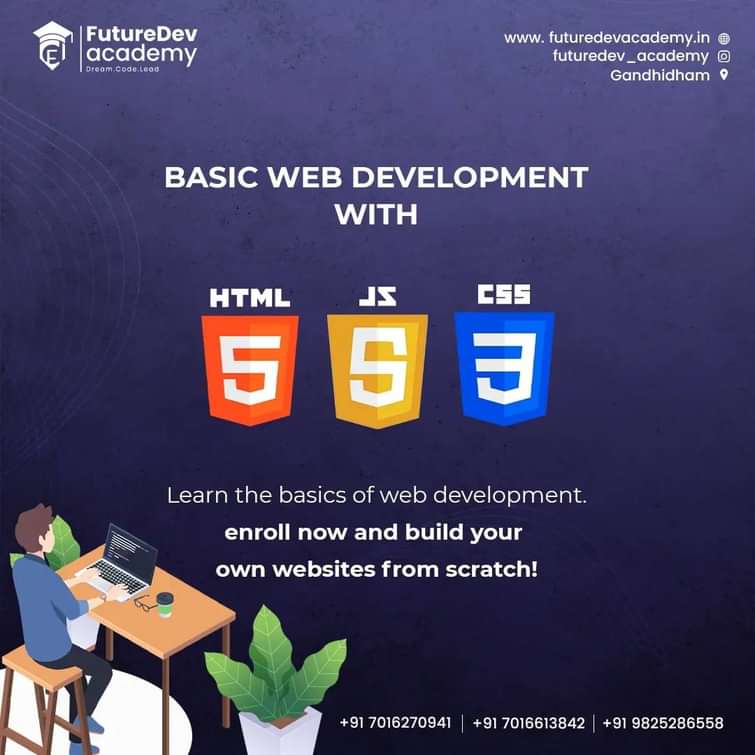 FutureDev
academy
Dream.Code.Lead
www. futuredevacademy.in
futuredev_academy
Gandhidham
BASIC WEB DEVELOPMENT
WITH
HTML JS CSS
5 S 3
Learn the basics of web development.
enroll now and build your
own websites from scratch!
+91 7016270941 | +91 7016613842 | +91 9825286558